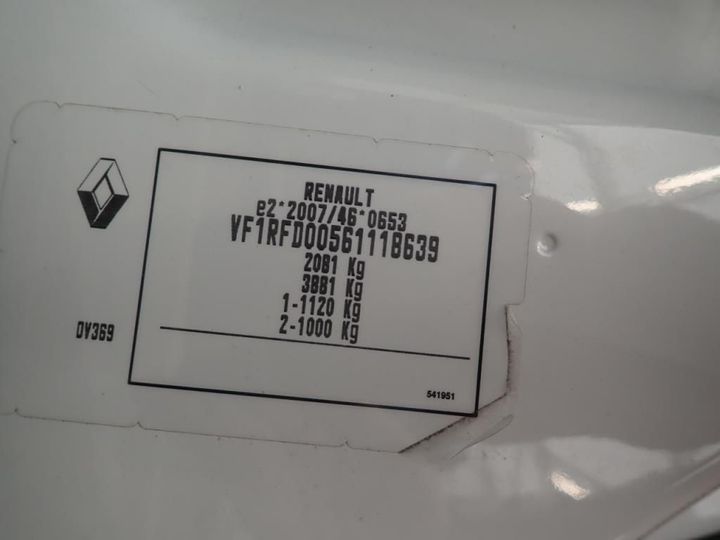 RENAULT
e2*2007/46*0653
VF1RFD00561118639
2081 Kg
3881 Kg
1-1120 Kg
2-1000 Kg
DV369
541951